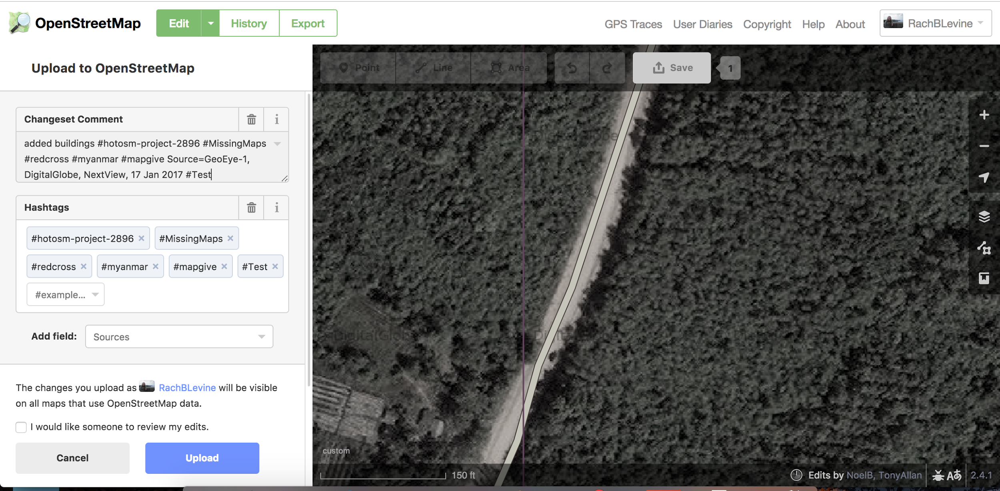 OpenStreetMap
Edit
History
Export
GPS Traces
User Diaries
Copyright
Help
About
RachBLevine
Upload to OpenStreetMap
Point
Line
Area
Save
1
Changeset Comment
i
added buildings #hotosm-project-2896 #MissingMaps
#redcross #myanmar #mapgive Source=GeoEye-1,
DigitalGlobe, NextView, 17 Jan 2017 #Test
Hashtags
i
#hotosm-project-2896 ×
#MissingMaps ×
#redcross ×
#myanmar ×
#mapgive ×
#Test ×
#example...
Add field:
Sources
The changes you upload as RachBLevine will be visible
on all maps that use OpenStreetMap data.
I would like someone to review my edits.
Cancel
Upload
DigitalGlobe
custom
150 ft
Edits by NoelB, TonyAllan
Aあ
2.4.1